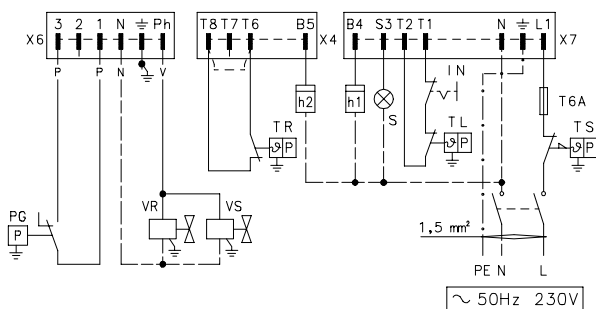 3 2 1 N Ph
X6
P P N V
T8 T7 T6 B5
X4
B4 S3 T2 T1 N L1
X7
IN
T6A
h2
h1
S
TR
ϑ P
TL
ϑ P
TS
ϑ P
VR VS
PG
P
1,5 mm²
PE N L
~ 50Hz 230V